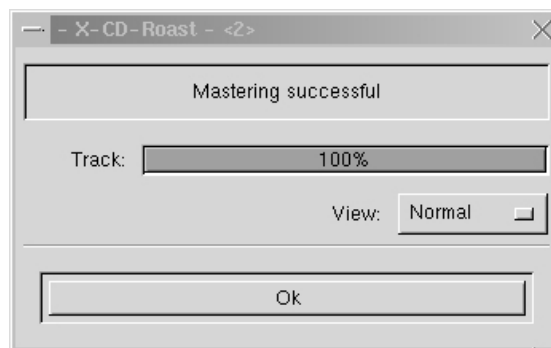 - X-CD-Roast - <2>
Mastering successful
Track: 100%
View: Normal
Ok